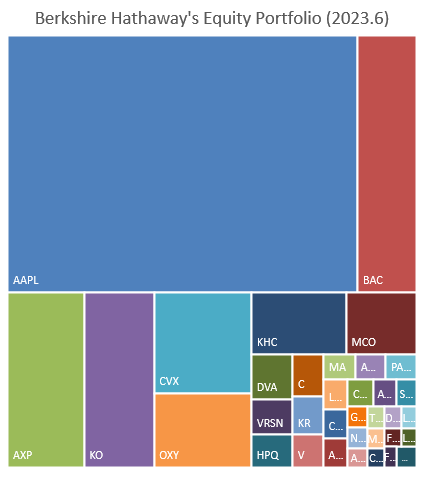 Berkshire Hathaway's Equity Portfolio (2023.6)
AAPL
BAC
AXP
KO
CVX
OXY
KHC
MCO
DVA
C
MA
A...
PA...
VRSN
KR
L...
C...
A...
S...
HPQ
V
C...
A...
G...
T...
D...
L...
N...
M...
F...
L...
A...
C...
F...
...